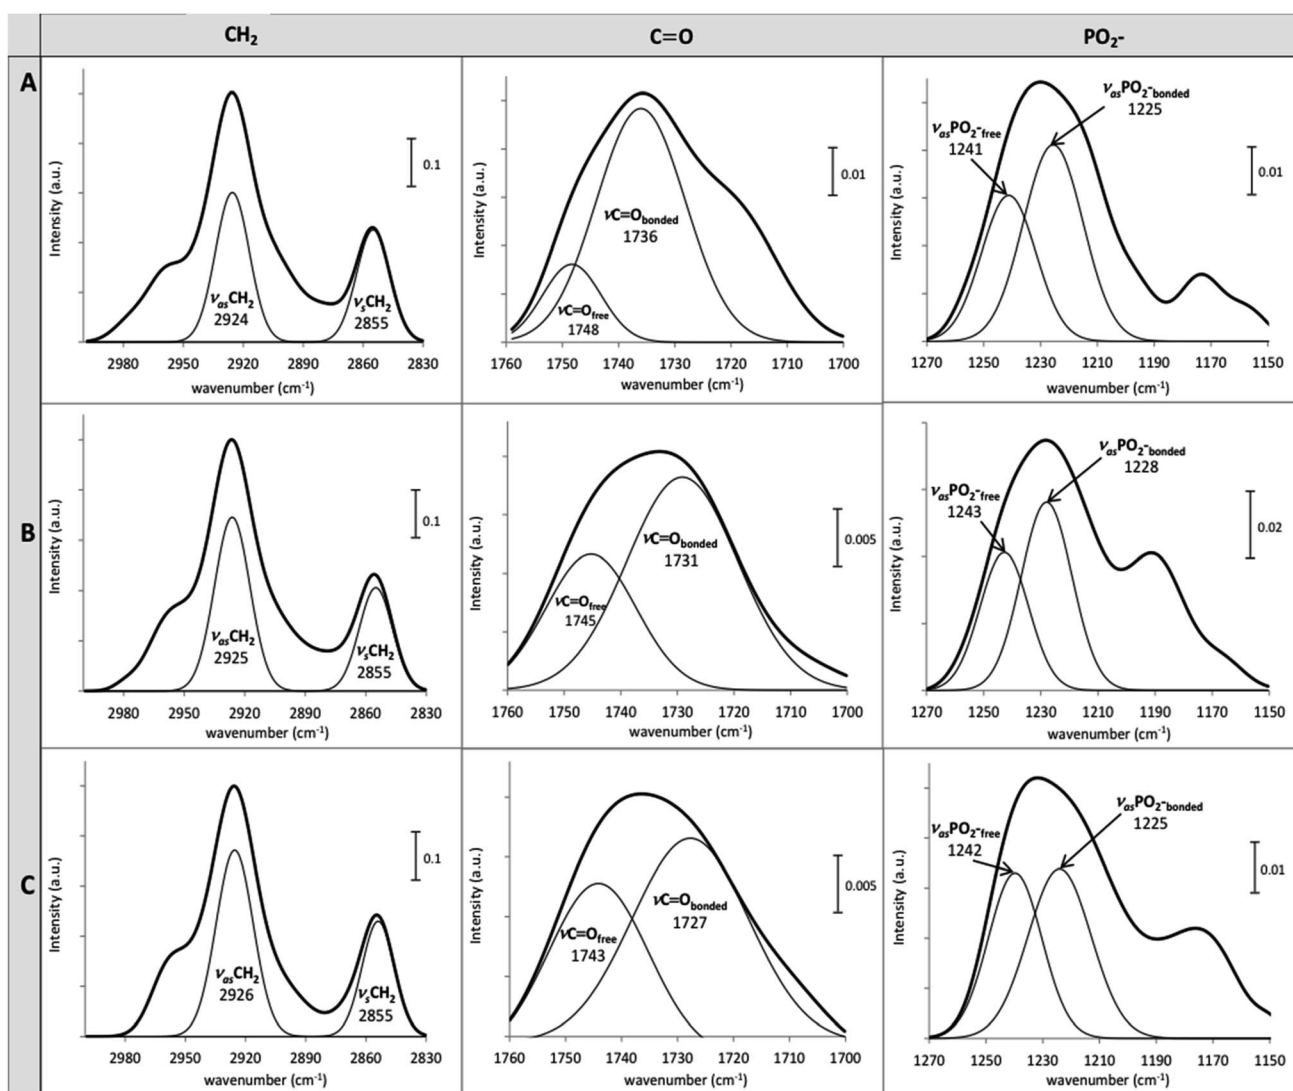 CH₂ C=O PO₂-
A
Intensity (a.u.)
0.1
νasCH₂
2924
νsCH₂
2855
2980 2950 2920 2890 2860 2830
wavenumber (cm⁻¹)
Intensity (a.u.)
0.01
νC=Obonded
1736
νC=Ofree
1748
1760 1750 1740 1730 1720 1710 1700
wavenumber (cm⁻¹)
Intensity (a.u.)
νasPO₂-bonded
1225
νasPO₂-free
1241
0.01
1270 1250 1230 1210 1190 1170 1150
wavenumber (cm⁻¹)
B
Intensity (a.u.)
0.1
νasCH₂
2925
νsCH₂
2855
2980 2950 2920 2890 2860 2830
wavenumber (cm⁻¹)
Intensity (a.u.)
0.005
νC=Obonded
1731
νC=Ofree
1745
1760 1750 1740 1730 1720 1710 1700
wavenumber (cm⁻¹)
Intensity (a.u.)
νasPO₂-bonded
1228
νasPO₂-free
1243
0.02
1270 1250 1230 1210 1190 1170 1150
wavenumber (cm⁻¹)
C
Intensity (a.u.)
0.1
νasCH₂
2926
νsCH₂
2855
2980 2950 2920 2890 2860 2830
wavenumber (cm⁻¹)
Intensity (a.u.)
0.005
νC=Obonded
1727
νC=Ofree
1743
1760 1750 1740 1730 1720 1710 1700
wavenumber (cm⁻¹)
Intensity (a.u.)
νasPO₂-bonded
1225
νasPO₂-free
1242
0.01
1270 1250 1230 1210 1190 1170 1150
wavenumber (cm⁻¹)